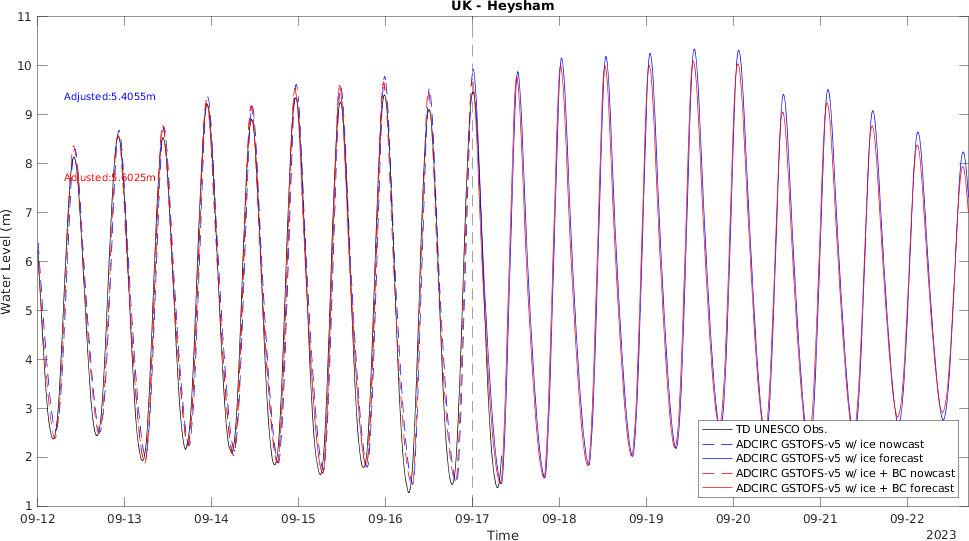 UK - Heysham
11
10
9
8
7
6
5
4
3
2
1
Water Level (m)
Adjusted:5.4055m
Adjusted:5.6025m
TD UNESCO Obs.
ADCIRC GSTOFS-v5 w/ ice nowcast
ADCIRC GSTOFS-v5 w/ ice forecast
ADCIRC GSTOFS-v5 w/ ice + BC nowcast
ADCIRC GSTOFS-v5 w/ ice + BC forecast
09-12 09-13 09-14 09-15 09-16 09-17 09-18 09-19 09-20 09-21 09-22
Time
2023